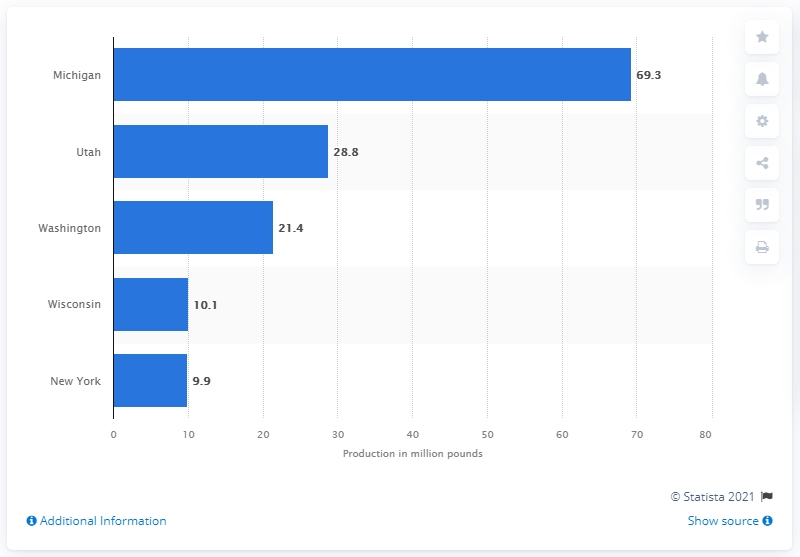 Michigan 69.3
Utah 28.8
Washington 21.4
Wisconsin 10.1
New York 9.9
0 10 20 30 40 50 60 70 80
Production in million pounds
© Statista 2021
Additional Information Show source